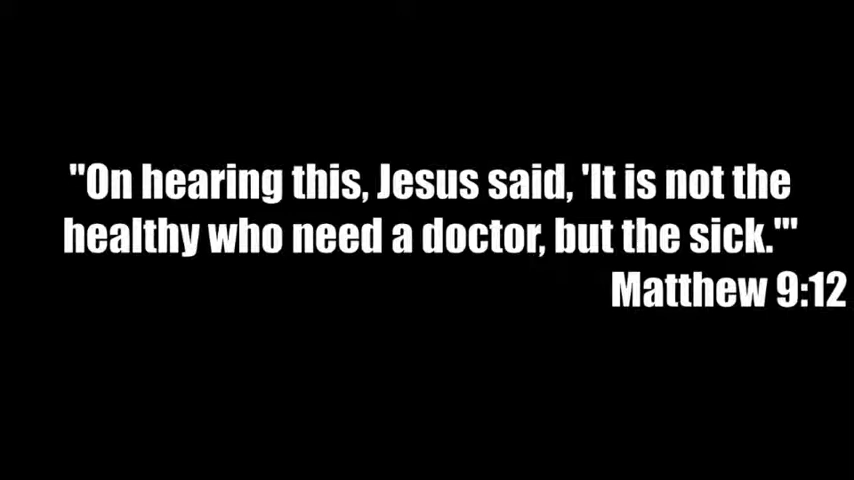 "On hearing this, Jesus said, 'It is not the
healthy who need a doctor, but the sick.'"
Matthew 9:12